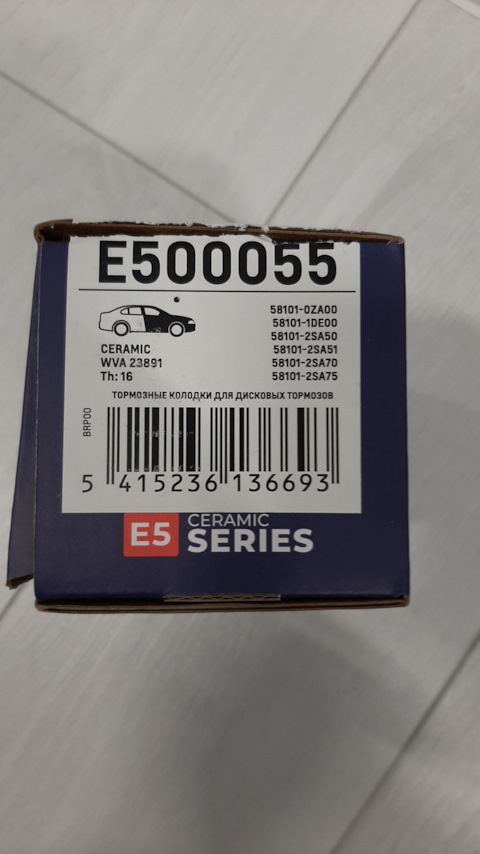 E500055
58101-0ZA00
58101-1DE00
58101-2SA50
CERAMIC 58101-2SA51
WVA 23891 58101-2SA70
Th: 16 58101-2SA75
ТОРМОЗНЫЕ КОЛОДКИ ДЛЯ ДИСКОВЫХ ТОРМОЗОВ
BRP00
5 415236 136693
E5 CERAMIC
SERIES